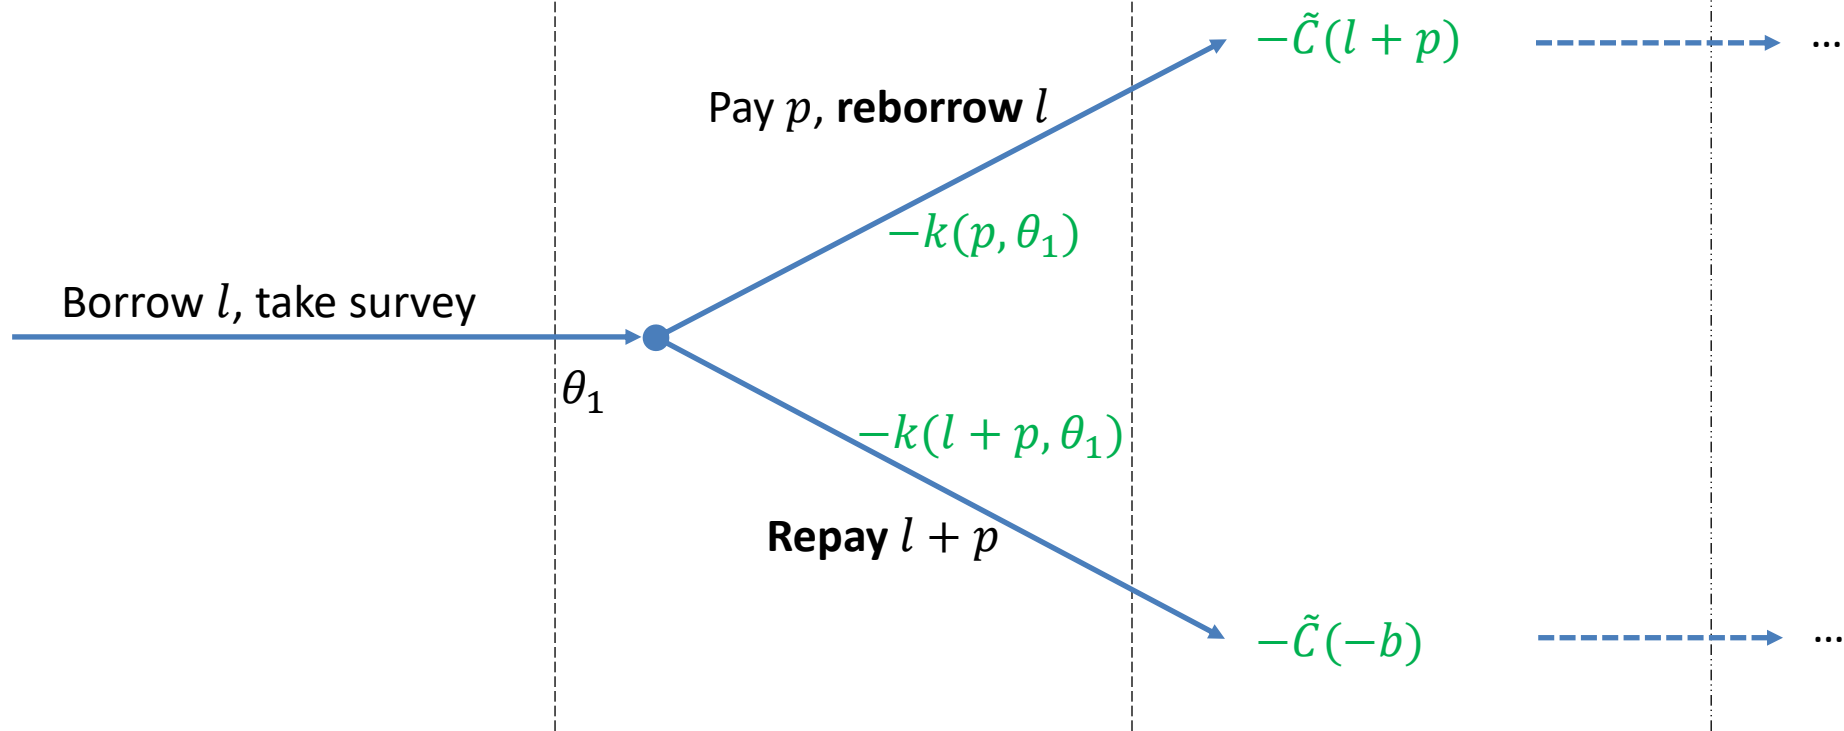 −C̃(l + p)
...
Pay p, reborrow l
−k(p, θ₁)
Borrow l, take survey
θ₁
−k(l + p, θ₁)
Repay l + p
−C̃(−b)
...